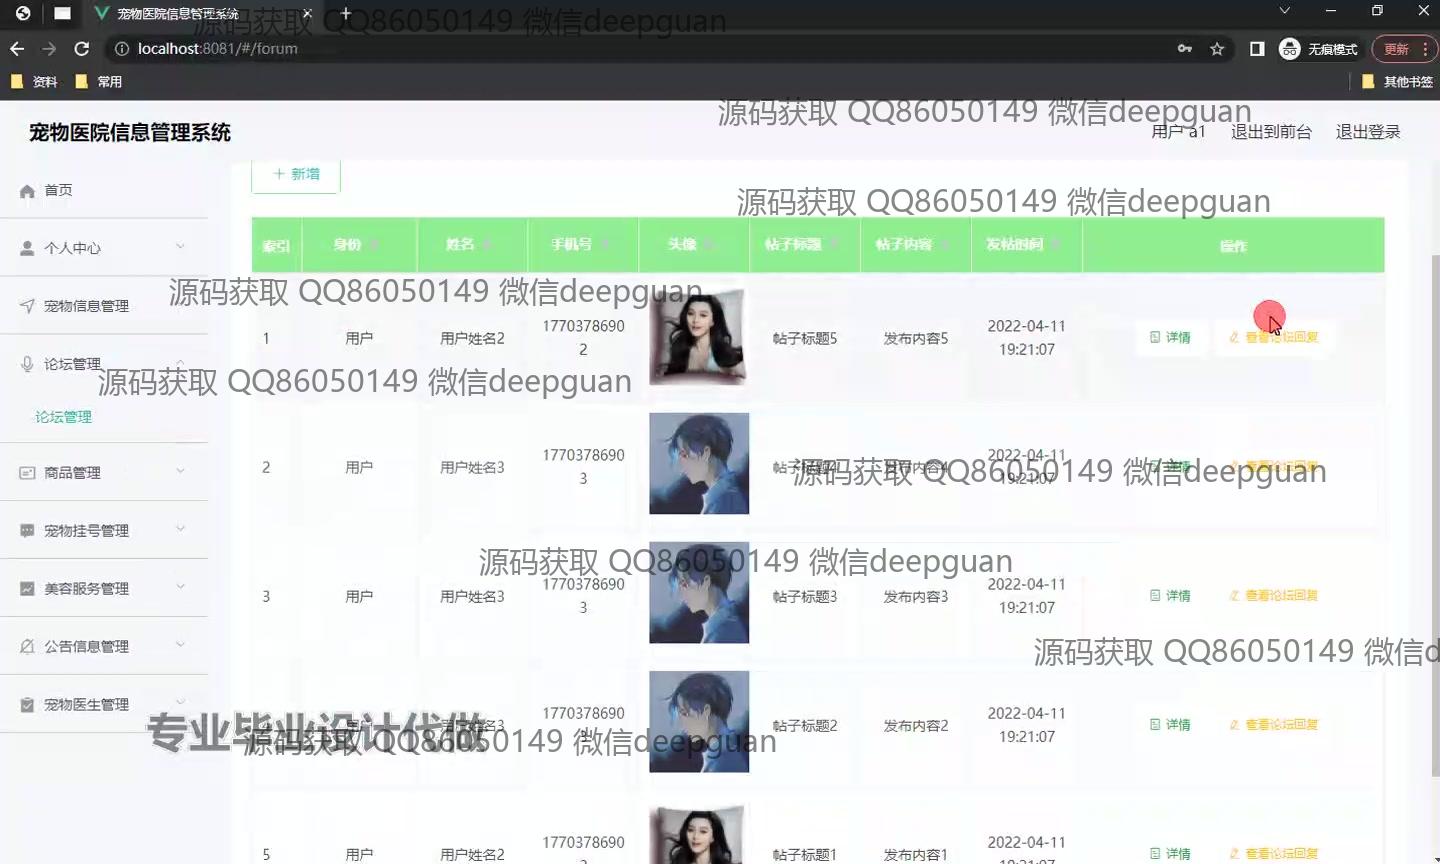 宠物医院信息管理系统
localhost:8081/#/forum
无痕模式
更新
资料
常用
其他书签
源码获取 QQ86050149 微信deepguan
源码获取 QQ86050149 微信deepguan
宠物医院信息管理系统
用户 a1
退出到前台
退出登录
首页
个人中心
宠物信息管理
论坛管理
论坛管理
商品管理
宠物挂号管理
美容服务管理
公告信息管理
宠物医生管理
+ 新增
源码获取 QQ86050149 微信deepguan
索引 身份 姓名 手机号 头像 帖子标题 帖子内容 发帖时间 操作
源码获取 QQ86050149 微信deepguan
1 用户 用户姓名2 17703786902 帖子标题5 发布内容5 2022-04-11 19:21:07 详情 查看论坛回复
源码获取 QQ86050149 微信deepguan
2 用户 用户姓名3 17703786903 帖子标题4 发布内容4 2022-04-11 19:21:07 详情 查看论坛回复
源码获取 QQ86050149 微信deepguan
源码获取 QQ86050149 微信deepguan
3 用户 用户姓名3 17703786903 帖子标题3 发布内容3 2022-04-11 19:21:07 详情 查看论坛回复
源码获取 QQ86050149 微信d
4 用户 用户姓名3 1770378690 帖子标题2 发布内容2 2022-04-11 19:21:07 详情 查看论坛回复
专业毕业设计代做
源码获取 QQ86050149 微信deepguan
5 用户 用户姓名2 1770378690 帖子标题1 发布内容1 2022-04-11 19:21:07 详情 查看论坛回复